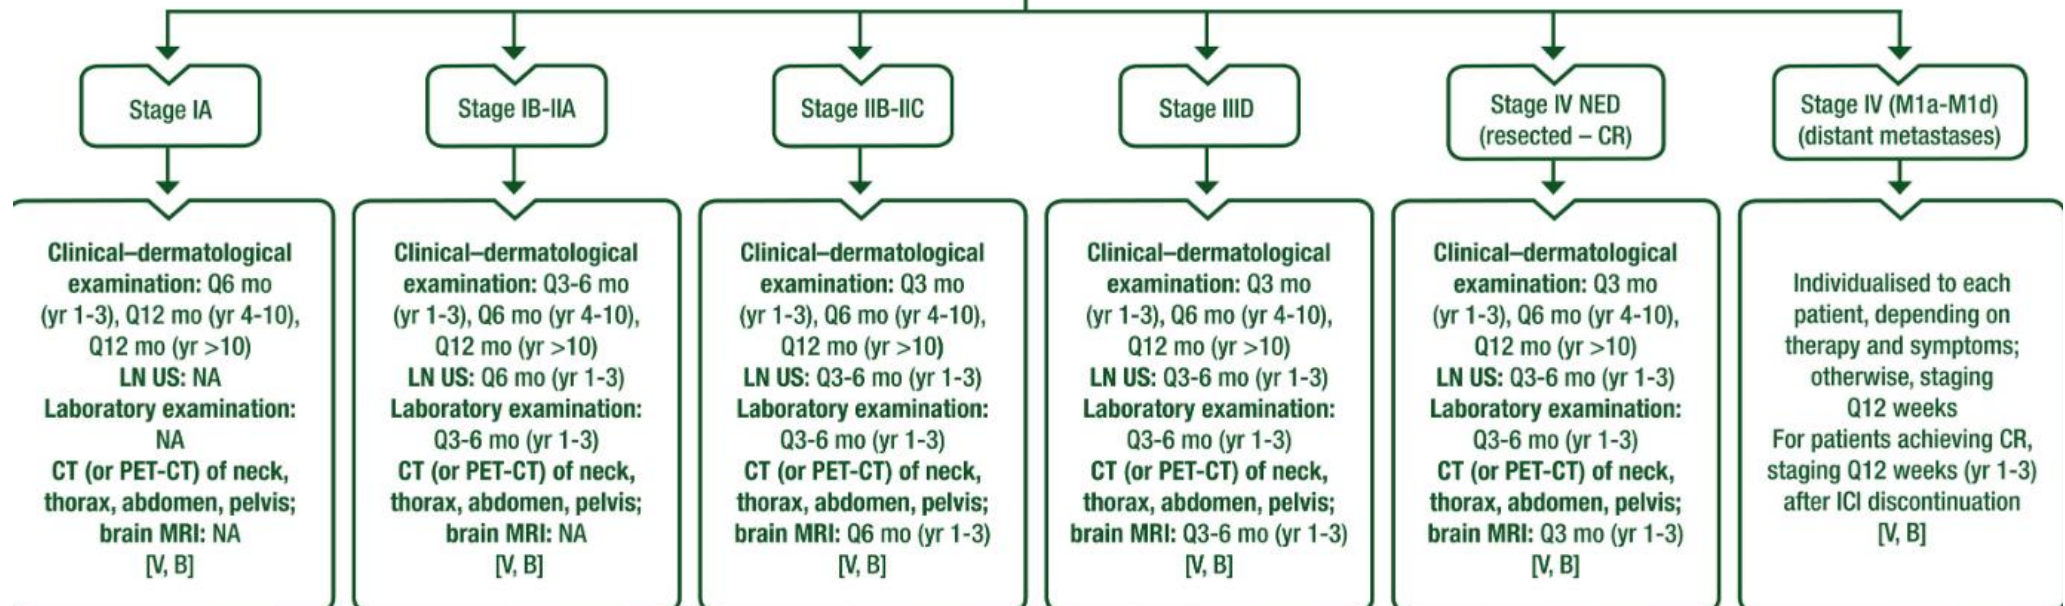 Stage IA
Stage IB-IIA
Stage IIB-IIC
Stage IIID
Stage IV NED
(resected – CR)
Stage IV (M1a-M1d)
(distant metastases)
Clinical–dermatological
examination: Q6 mo
(yr 1-3), Q12 mo (yr 4-10),
Q12 mo (yr >10)
LN US: NA
Laboratory examination:
NA
CT (or PET-CT) of neck,
thorax, abdomen, pelvis;
brain MRI: NA
[V, B]
Clinical–dermatological
examination: Q3-6 mo
(yr 1-3), Q6 mo (yr 4-10),
Q12 mo (yr >10)
LN US: Q6 mo (yr 1-3)
Laboratory examination:
Q3-6 mo (yr 1-3)
CT (or PET-CT) of neck,
thorax, abdomen, pelvis;
brain MRI: NA
[V, B]
Clinical–dermatological
examination: Q3 mo
(yr 1-3), Q6 mo (yr 4-10),
Q12 mo (yr >10)
LN US: Q3-6 mo (yr 1-3)
Laboratory examination:
Q3-6 mo (yr 1-3)
CT (or PET-CT) of neck,
thorax, abdomen, pelvis;
brain MRI: Q6 mo (yr 1-3)
[V, B]
Clinical–dermatological
examination: Q3 mo
(yr 1-3), Q6 mo (yr 4-10),
Q12 mo (yr >10)
LN US: Q3-6 mo (yr 1-3)
Laboratory examination:
Q3-6 mo (yr 1-3)
CT (or PET-CT) of neck,
thorax, abdomen, pelvis;
brain MRI: Q3-6 mo (yr 1-3)
[V, B]
Clinical–dermatological
examination: Q3 mo
(yr 1-3), Q6 mo (yr 4-10),
Q12 mo (yr >10)
LN US: Q3-6 mo (yr 1-3)
Laboratory examination:
Q3-6 mo (yr 1-3)
CT (or PET-CT) of neck,
thorax, abdomen, pelvis;
brain MRI: Q3 mo (yr 1-3)
[V, B]
Individualised to each
patient, depending on
therapy and symptoms;
otherwise, staging
Q12 weeks
For patients achieving CR,
staging Q12 weeks (yr 1-3)
after ICI discontinuation
[V, B]